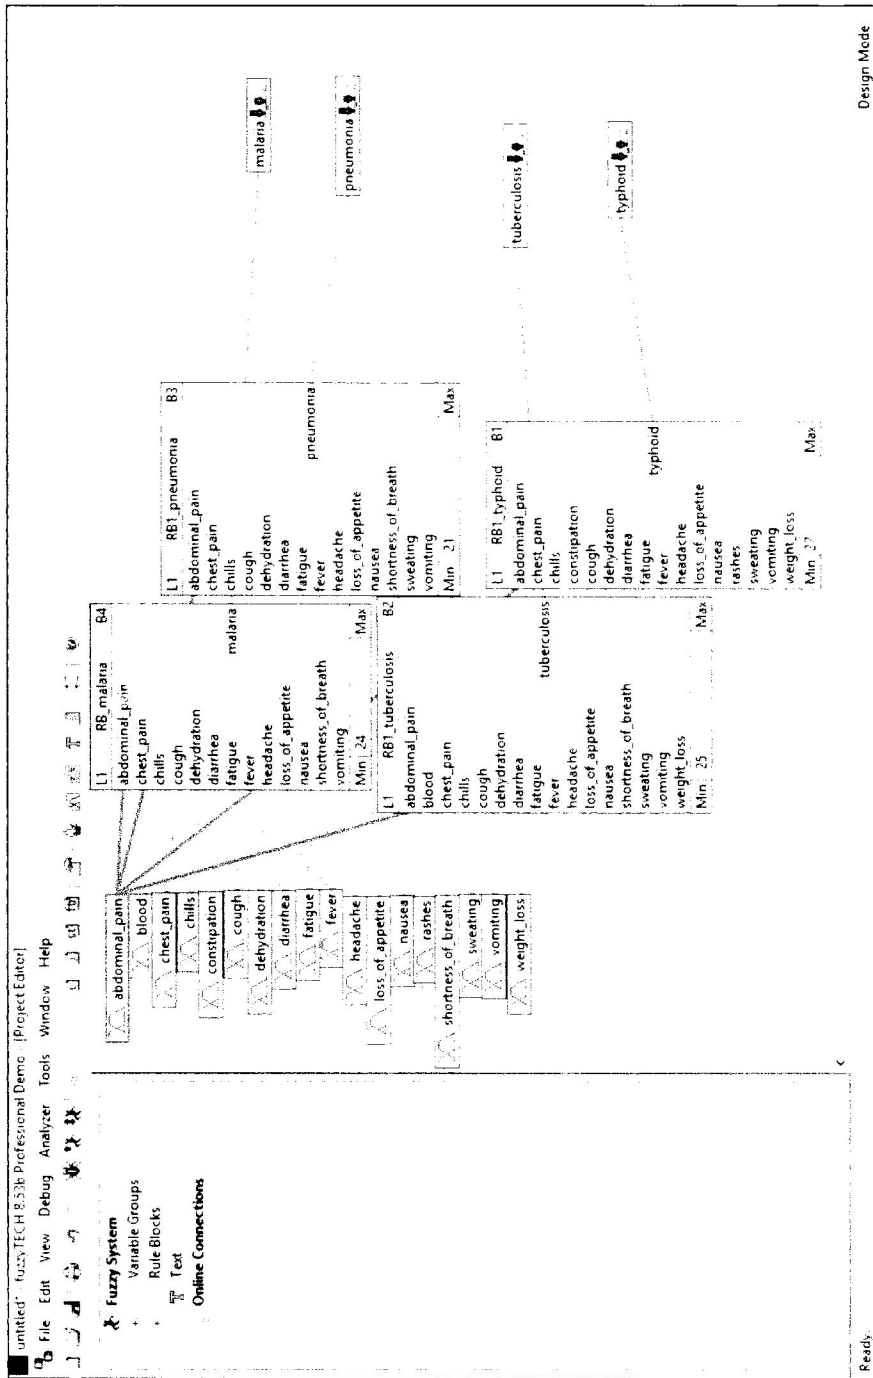 untitled* - fuzzyTECH 8.53b Professional Demo - [Project Editor]
File Edit View Debug Analyzer Tools Window Help
Fuzzy System
Variable Groups
Rule Blocks
Text
Online Connections
abdominal_pain
blood
chest_pain
chills
constipation
cough
dehydration
diarrhea
fatigue
fever
headache
loss_of_appetite
nausea
rashes
shortness_of_breath
sweating
vomiting
weight_loss
L1 RB_malaria B4
abdominal_pain
chest_pain
chills
cough
dehydration
diarrhea
fatigue malaria
fever
headache
loss_of_appetite
nausea
shortness_of_breath
vomiting
Min 24 Max
L1 RB1_tuberculosis B2
abdominal_pain
blood
chest_pain
chills
cough
dehydration
diarrhea
fatigue tuberculosis
fever
headache
loss_of_appetite
nausea
shortness_of_breath
sweating
vomiting
weight_loss
Min 25 Max
L1 RB1_pneumonia B3
abdominal_pain
chest_pain
chills
cough
dehydration
diarrhea
fatigue pneumonia
fever
headache
loss_of_appetite
nausea
shortness_of_breath
sweating
vomiting
Min 21 Max
L1 RB1_typhoid B1
abdominal_pain
chest_pain
chills
constipation
cough
dehydration
diarrhea
fatigue typhoid
fever
headache
loss_of_appetite
nausea
rashes
sweating
vomiting
weight_loss
Min 27 Max
malaria
pneumonia
tuberculosis
typhoid
Ready. Design Mode